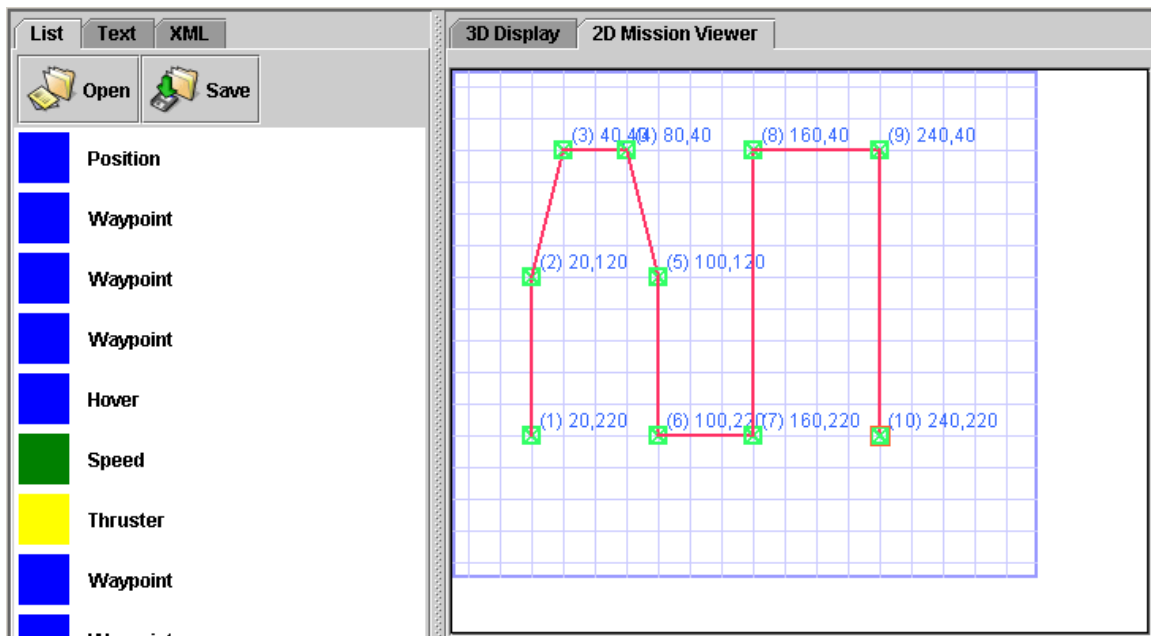 List Text XML
Open Save
Position
Waypoint
Waypoint
Waypoint
Hover
Speed
Thruster
Waypoint
Waypoint
3D Display 2D Mission Viewer
(3) 40,40 (4) 80,40 (8) 160,40 (9) 240,40
(2) 20,120 (5) 100,120
(1) 20,220 (6) 100,220 (7) 160,220 (10) 240,220